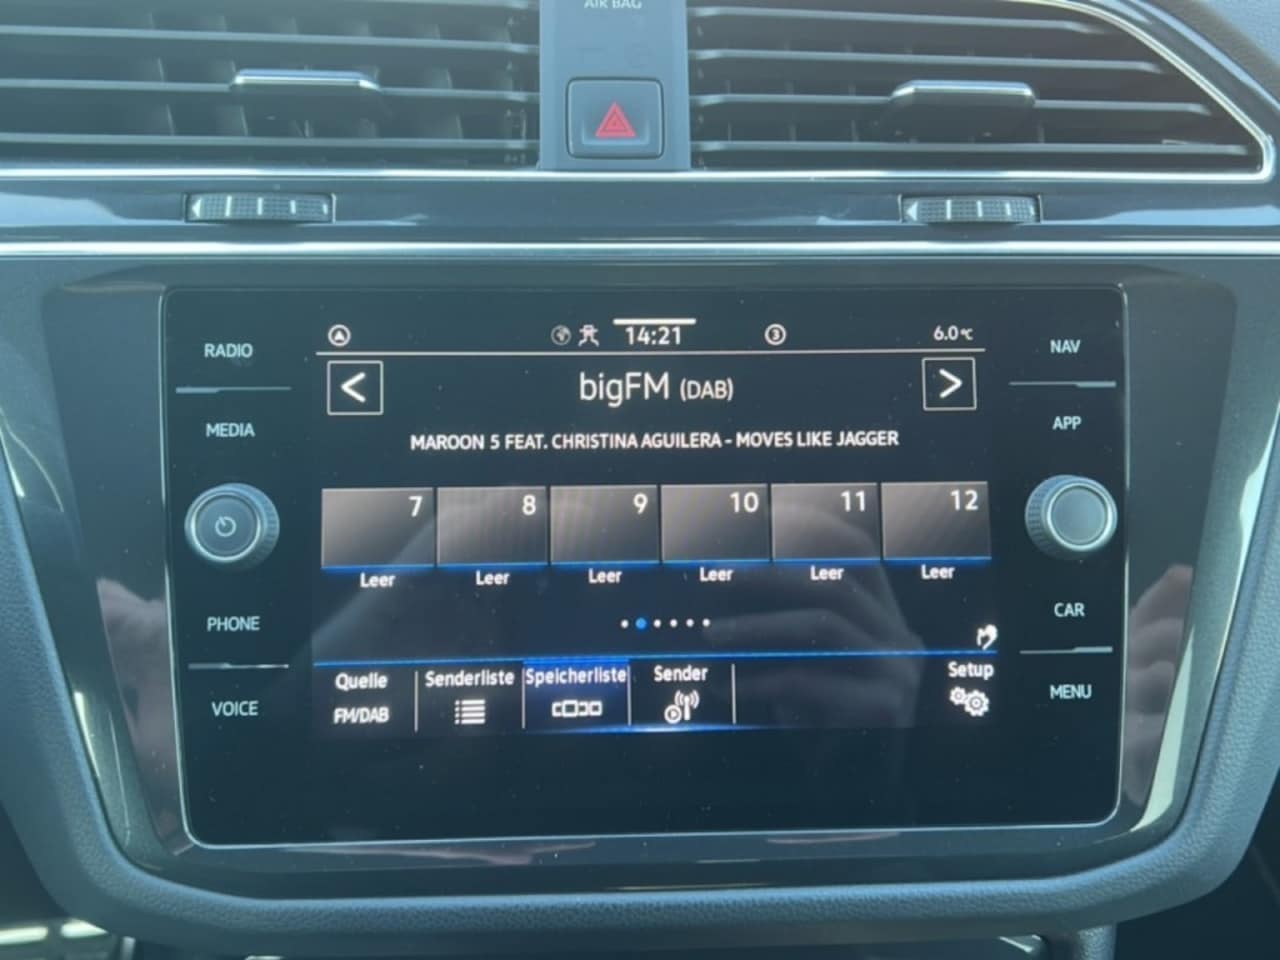 AIR BAG
RADIO
MEDIA
PHONE
VOICE
14:21
3
6.0°C
< bigFM (DAB) >
MAROON 5 FEAT. CHRISTINA AGUILERA - MOVES LIKE JAGGER
7 8 9 10 11 12
Leer Leer Leer Leer Leer Leer
Quelle Senderliste Speicherliste Sender Setup
FM/DAB
NAV
APP
CAR
MENU